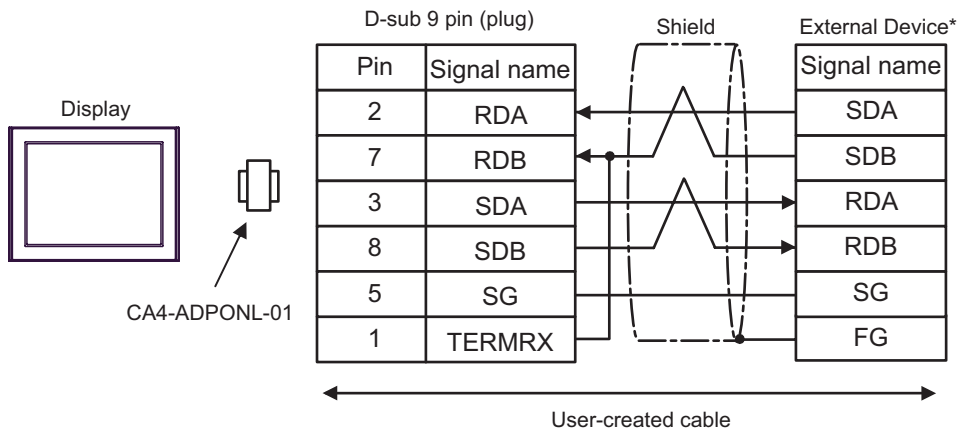 D-sub 9 pin (plug)
Shield
External Device*
Pin Signal name
Signal name
Display
2 RDA
SDA
7 RDB
SDB
3 SDA
RDA
8 SDB
RDB
5 SG
SG
1 TERMRX
FG
CA4-ADPONL-01
User-created cable